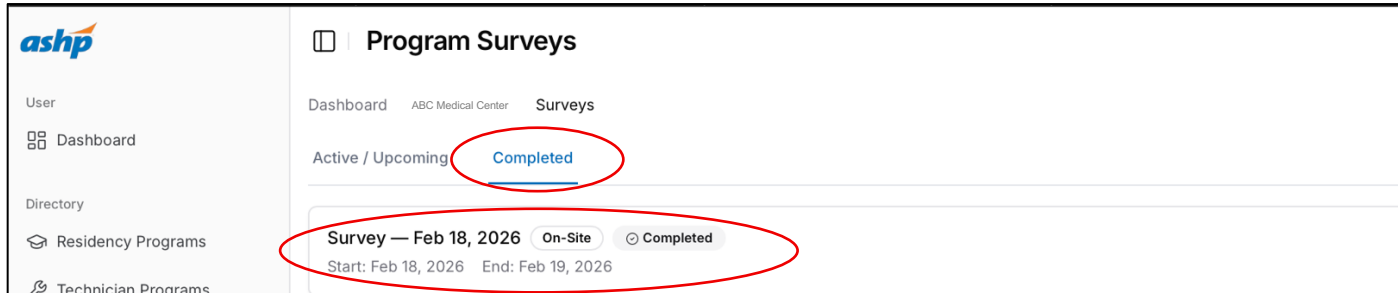 ashp
Program Surveys
User
Dashboard
Directory
Residency Programs
Technician Programs
Dashboard ABC Medical Center Surveys
Active / Upcoming Completed
Survey — Feb 18, 2026 On-Site Completed
Start: Feb 18, 2026 End: Feb 19, 2026